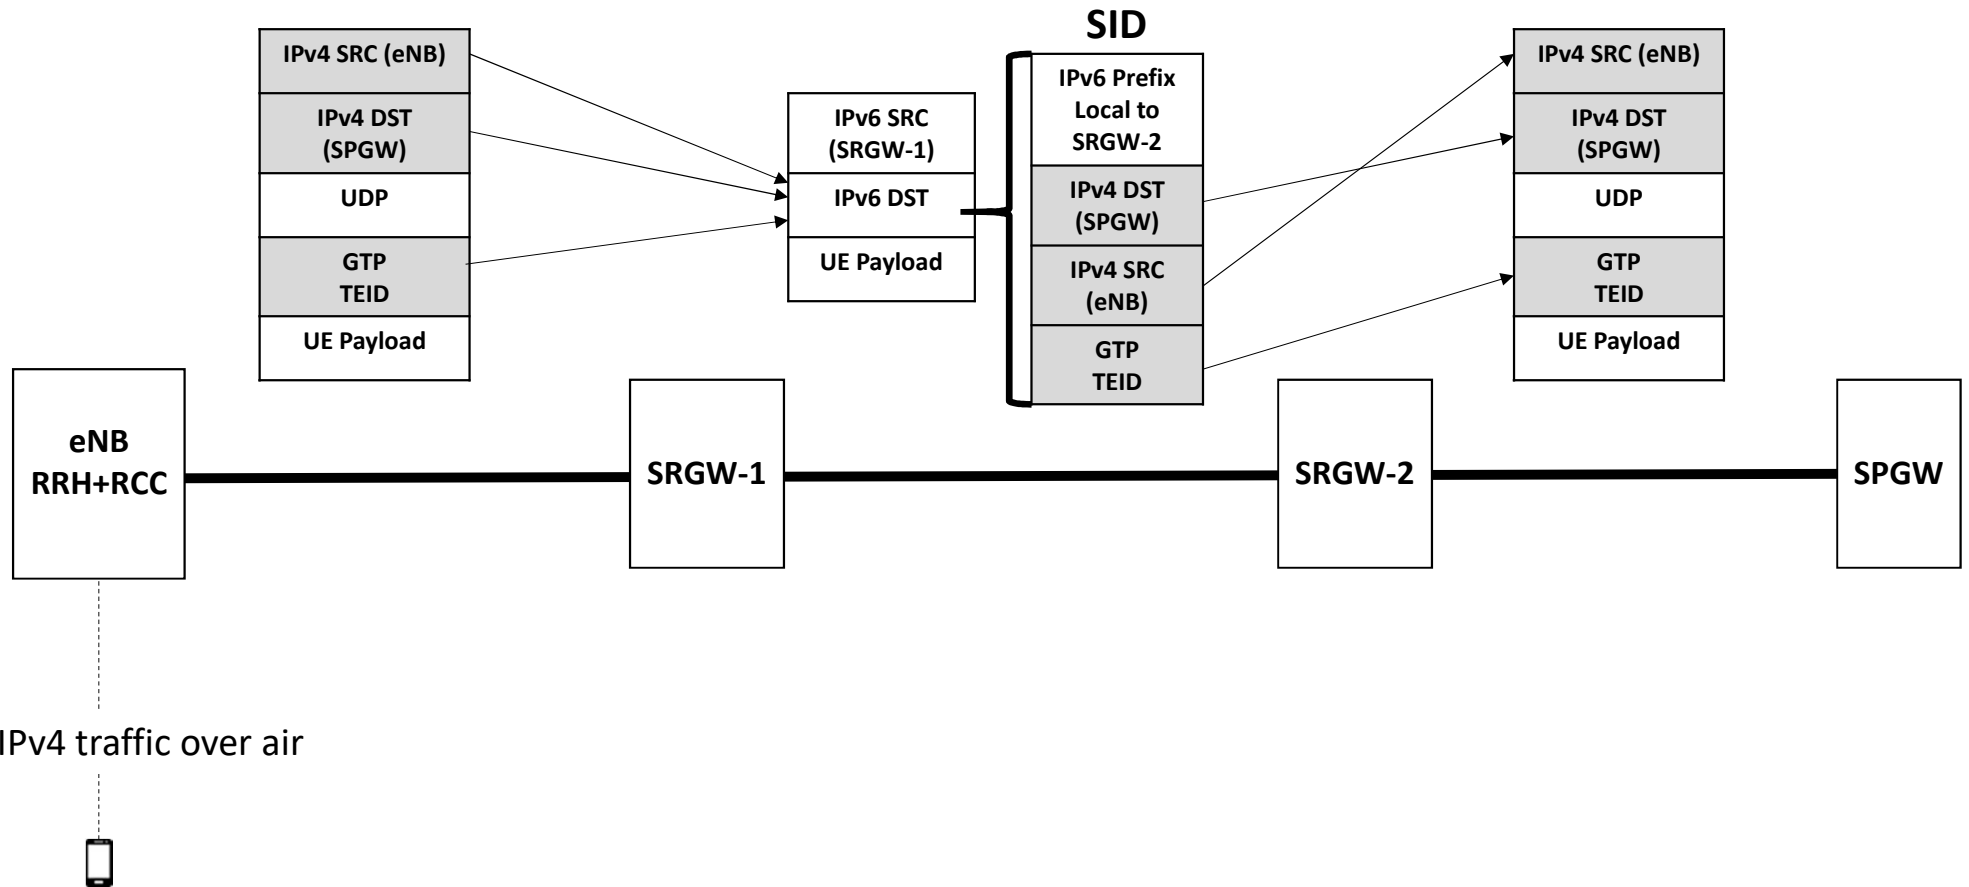 SID
IPv4 SRC (eNB)
IPv4 DST
(SPGW)
UDP
GTP
TEID
UE Payload
IPv6 SRC
(SRGW-1)
IPv6 DST
UE Payload
IPv6 Prefix
Local to
SRGW-2
IPv4 DST
(SPGW)
IPv4 SRC
(eNB)
GTP
TEID
IPv4 SRC (eNB)
IPv4 DST
(SPGW)
UDP
GTP
TEID
UE Payload
eNB
RRH+RCC
SRGW-1
SRGW-2
SPGW
IPv4 traffic over air